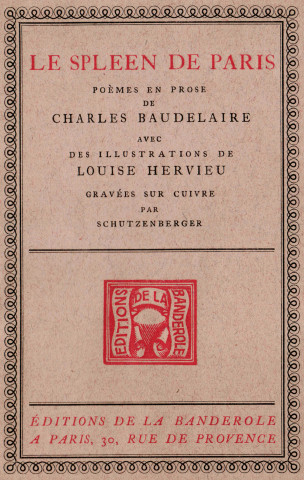 LE SPLEEN DE PARIS
POÈMES EN PROSE
DE
CHARLES BAUDELAIRE
AVEC
DES ILLUSTRATIONS DE
LOUISE HERVIEU
GRAVÉES SUR CUIVRE
PAR
SCHUTZENBERGER
EDITIONS
DE LA
BANDEROLE
ÉDITIONS DE LA BANDEROLE
A PARIS, 30, RUE DE PROVENCE